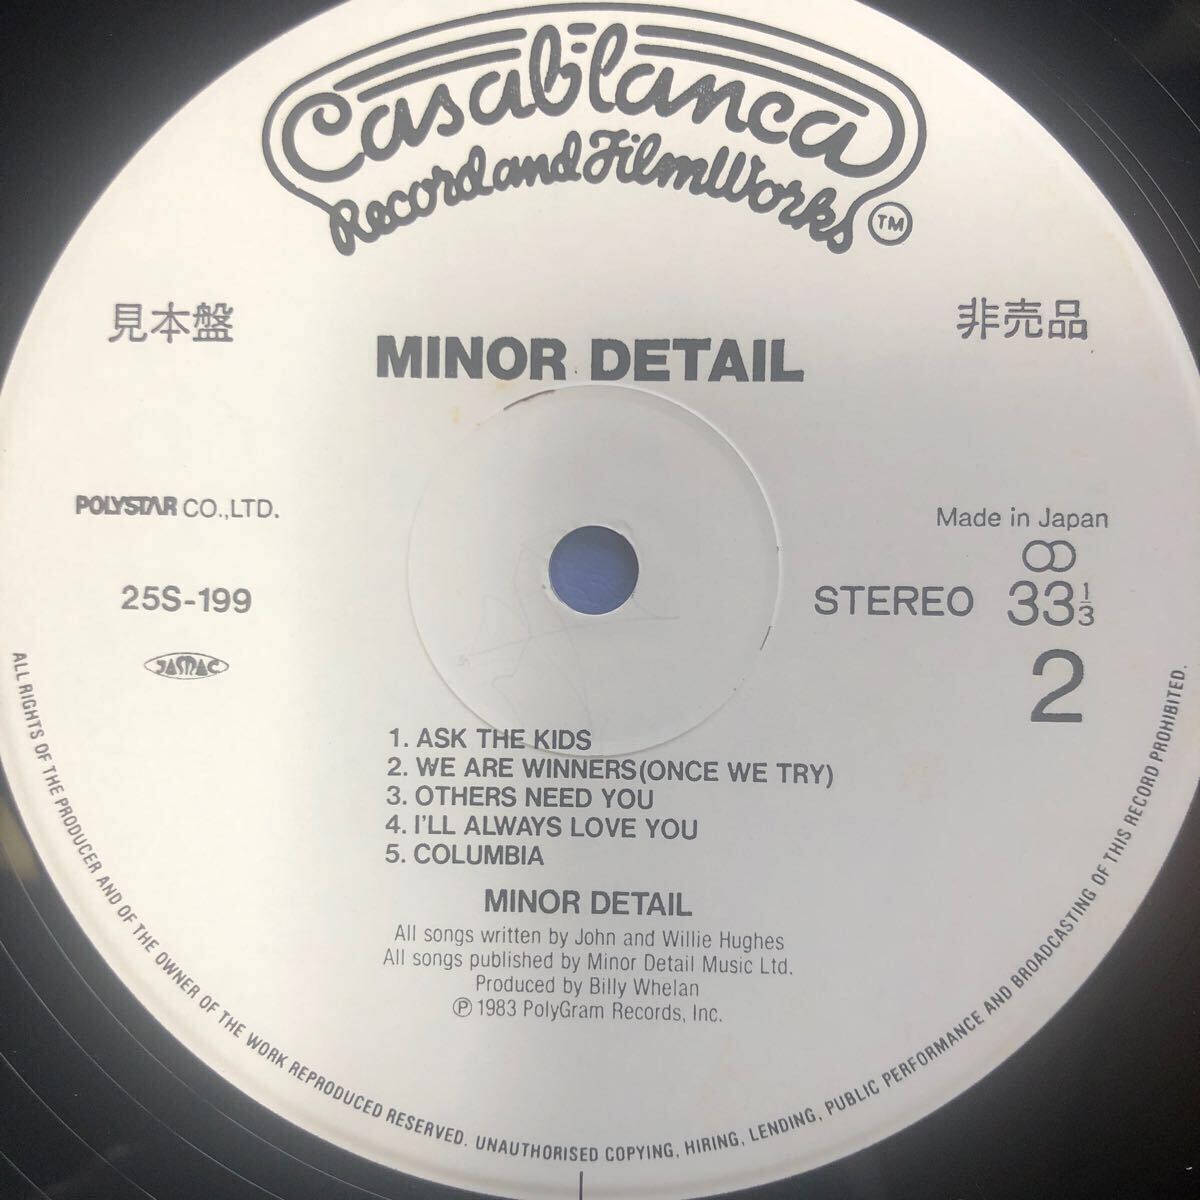 Casablanca
Record and FilmWorks TM
見本盤
非売品
MINOR DETAIL
POLYSTAR CO.,LTD.
25S-199
JASRAC
Made in Japan
STEREO 33 1/3
2
1. ASK THE KIDS
2. WE ARE WINNERS(ONCE WE TRY)
3. OTHERS NEED YOU
4. I'LL ALWAYS LOVE YOU
5. COLUMBIA
MINOR DETAIL
All songs written by John and Willie Hughes
All songs published by Minor Detail Music Ltd.
Produced by Billy Whelan
Ⓟ 1983 PolyGram Records, Inc.
ALL RIGHTS OF THE PRODUCER AND OF THE OWNER OF THE WORK REPRODUCED RESERVED. UNAUTHORISED COPYING, HIRING, LENDING, PUBLIC PERFORMANCE AND BROADCASTING OF THIS RECORD PROHIBITED.